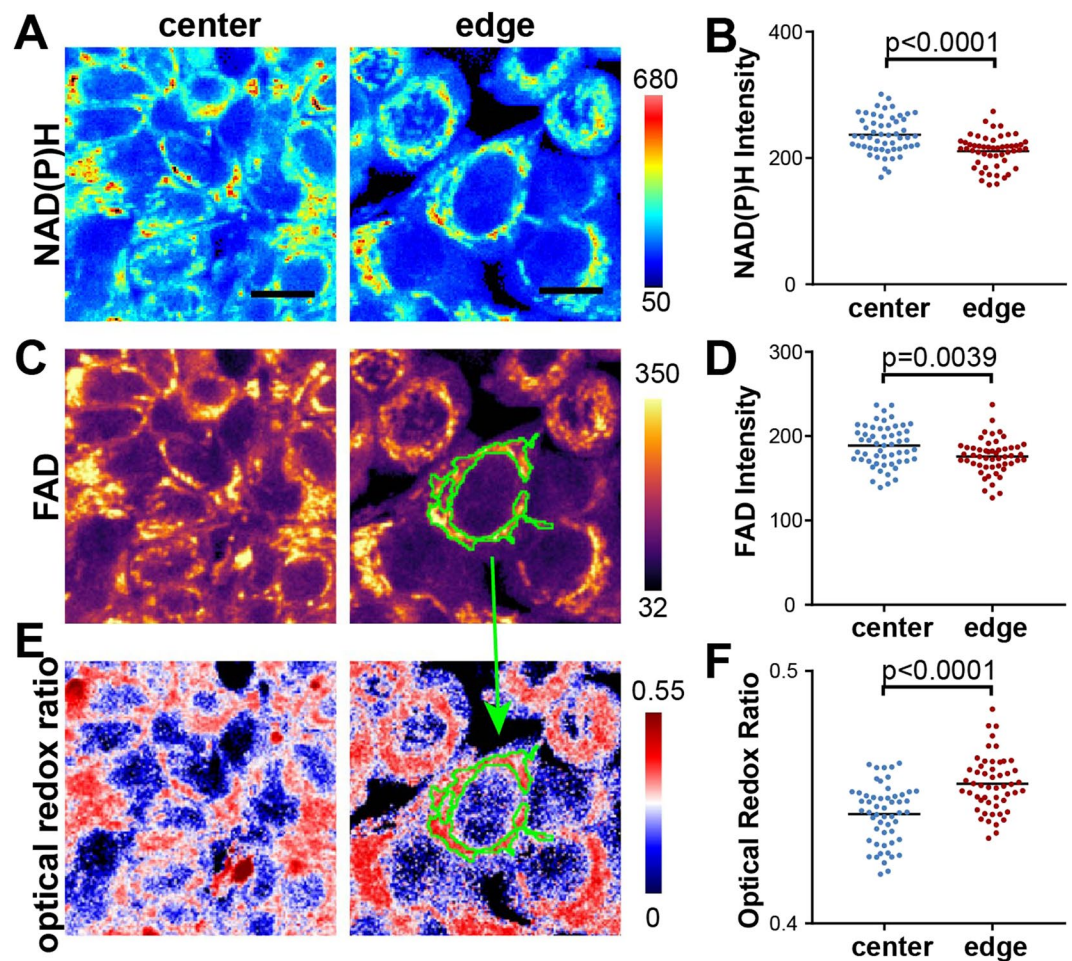 center
edge
A
NAD(P)H
680
50
B
p<0.0001
NAD(P)H Intensity
400
200
0
center
edge
C
FAD
350
32
D
p=0.0039
FAD Intensity
300
200
100
0
center
edge
E
optical redox ratio
0.55
0
F
p<0.0001
Optical Redox Ratio
0.5
0.4
center
edge